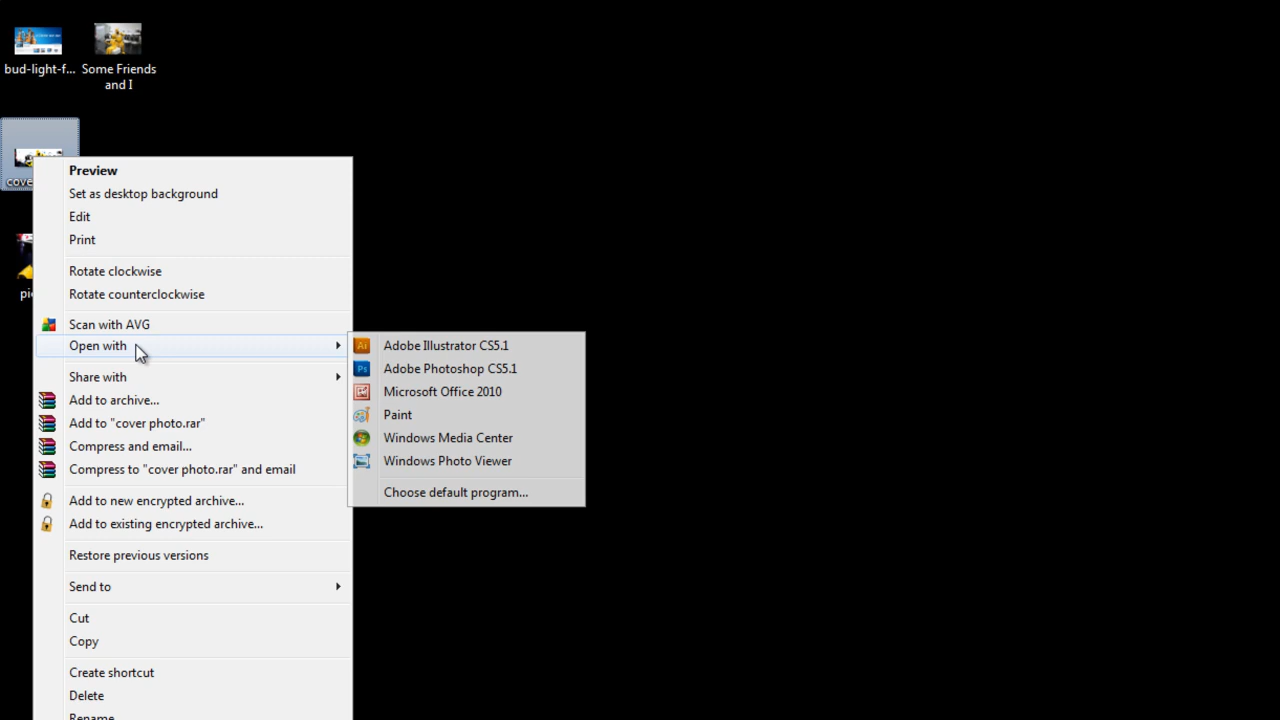 bud-light-f...
Some Friends
and I
cove
pi
Preview
Set as desktop background
Edit
Print
Rotate clockwise
Rotate counterclockwise
Scan with AVG
Open with
Share with
Add to archive...
Add to "cover photo.rar"
Compress and email...
Compress to "cover photo.rar" and email
Add to new encrypted archive...
Add to existing encrypted archive...
Restore previous versions
Send to
Cut
Copy
Create shortcut
Delete
Rename
Ai Adobe Illustrator CS5.1
Ps Adobe Photoshop CS5.1
Microsoft Office 2010
Paint
Windows Media Center
Windows Photo Viewer
Choose default program...